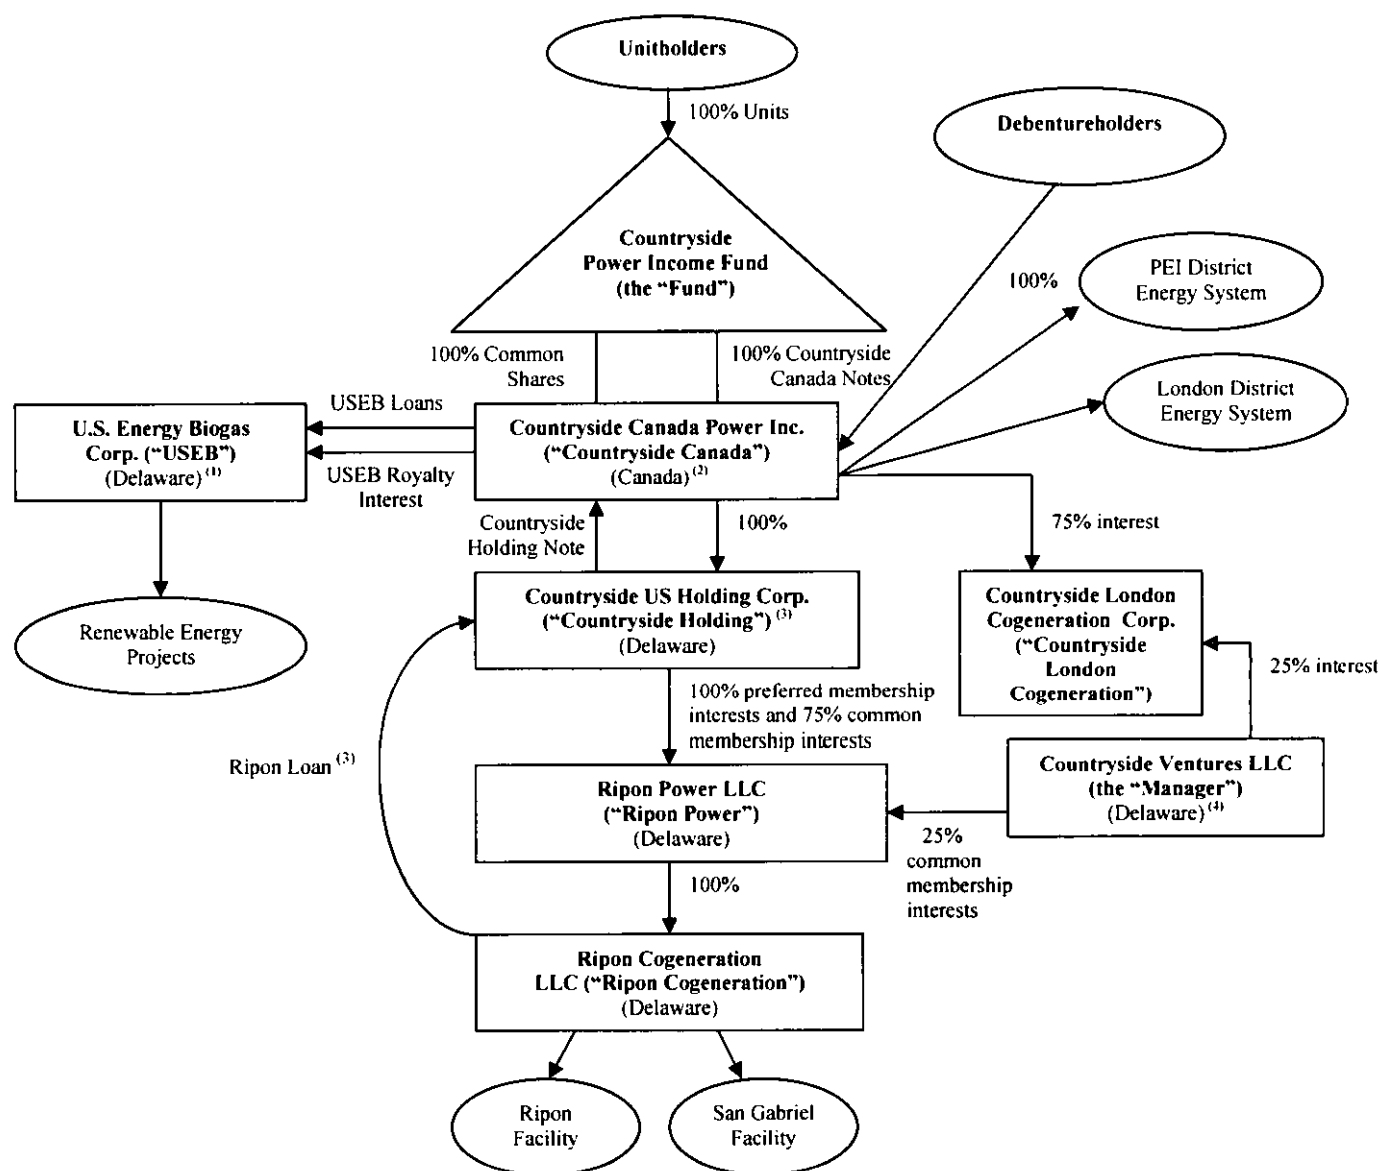 Unitholders
100% Units
Debentureholders
Countryside
Power Income Fund
(the “Fund”)
PEI District
Energy System
100%
100% Common
Shares
100% Countryside
Canada Notes
London District
Energy System
USEB Loans
U.S. Energy Biogas
Corp. (“USEB”)
(Delaware) (1)
USEB Royalty
Interest
Countryside Canada Power Inc.
(“Countryside Canada”)
(Canada) (2)
Countryside
Holding Note
100%
75% interest
Renewable Energy
Projects
Countryside US Holding Corp.
(“Countryside Holding”) (3)
(Delaware)
Countryside London
Cogeneration Corp.
(“Countryside
London
Cogeneration”)
25% interest
100% preferred membership
interests and 75% common
membership interests
Ripon Loan (3)
Ripon Power LLC
(“Ripon Power”)
(Delaware)
Countryside Ventures LLC
(the “Manager”)
(Delaware) (4)
25%
common
membership
interests
100%
Ripon Cogeneration
LLC (“Ripon Cogeneration”)
(Delaware)
Ripon
Facility
San Gabriel
Facility